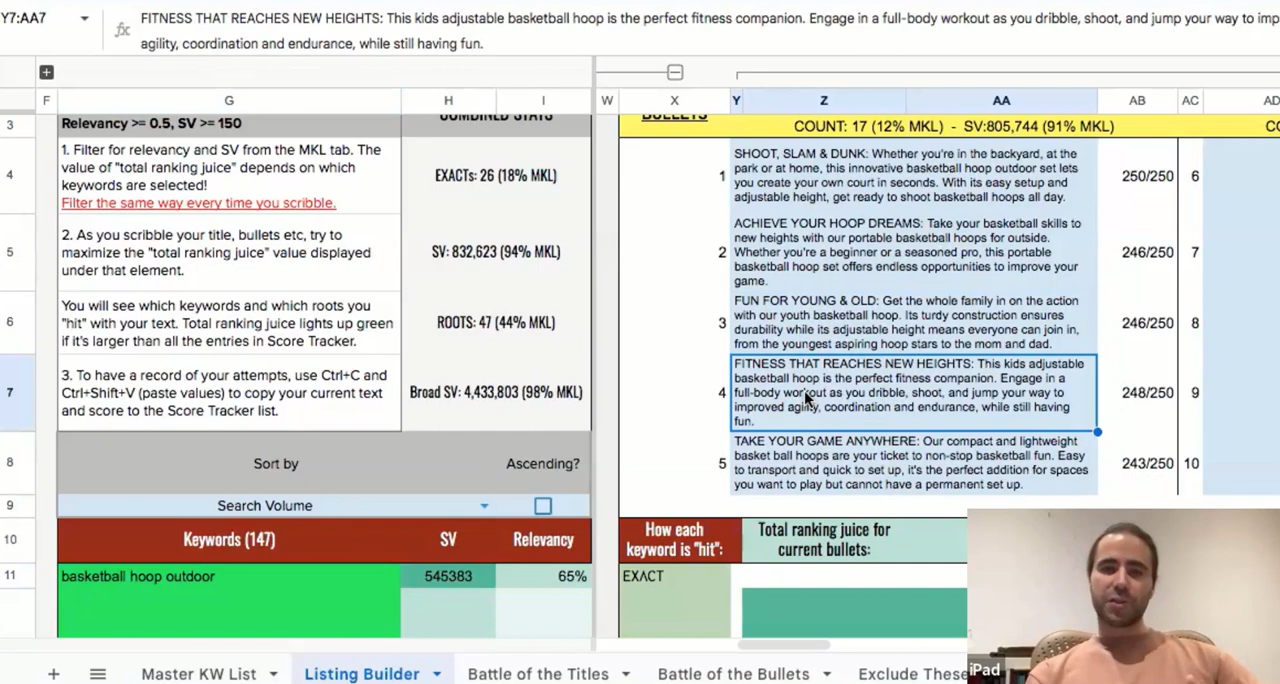 Y7:AA7
fx
FITNESS THAT REACHES NEW HEIGHTS: This kids adjustable basketball hoop is the perfect fitness companion. Engage in a full-body workout as you dribble, shoot, and jump your way to imp
agility, coordination and endurance, while still having fun.
F G H I W X Y Z AA AB AC AD
3
Relevancy >= 0.5, SV >= 150
COMBINED STATS
BULLETS
COUNT: 17 (12% MKL) - SV:805,744 (91% MKL)
CO
4
1. Filter for relevancy and SV from the MKL tab. The
value of "total ranking juice" depends on which
keywords are selected!
Filter the same way every time you scribble.
EXACTs: 26 (18% MKL)
1
SHOOT, SLAM & DUNK: Whether you're in the backyard, at the
park or at home, this innovative basketball hoop outdoor set lets
you create your own court in seconds. With its easy setup and
adjustable height, get ready to shoot basketball hoops all day.
250/250
6
5
2. As you scribble your title, bullets etc, try to
maximize the "total ranking juice" value displayed
under that element.
SV: 832,623 (94% MKL)
2
ACHIEVE YOUR HOOP DREAMS: Take your basketball skills to
new heights with our portable basketball hoops for outside.
Whether you're a beginner or a seasoned pro, this portable
basketball hoop set offers endless opportunities to improve your
game.
246/250
7
6
You will see which keywords and which roots you
"hit" with your text. Total ranking juice lights up green
if it's larger than all the entries in Score Tracker.
ROOTS: 47 (44% MKL)
3
FUN FOR YOUNG & OLD: Get the whole family in on the action
with our youth basketball hoop. Its turdy construction ensures
durability while its adjustable height means everyone can join in,
from the youngest aspiring hoop stars to the mom and dad.
246/250
8
7
3. To have a record of your attempts, use Ctrl+C and
Ctrl+Shift+V (paste values) to copy your current text
and score to the Score Tracker list.
Broad SV: 4,433,803 (98% MKL)
4
FITNESS THAT REACHES NEW HEIGHTS: This kids adjustable
basketball hoop is the perfect fitness companion. Engage in a
full-body workout as you dribble, shoot, and jump your way to
improved agility, coordination and endurance, while still having
fun.
248/250
9
8
Sort by
Ascending?
5
TAKE YOUR GAME ANYWHERE: Our compact and lightweight
basket ball hoops are your ticket to non-stop basketball fun. Easy
to transport and quick to set up, it's the perfect addition for spaces
you want to play but cannot have a permanent set up.
243/250
10
9
Search Volume
10
Keywords (147)
SV
Relevancy
How each
keyword is "hit":
Total ranking juice for
current bullets:
11
basketball hoop outdoor
545383
65%
EXACT
Master KW List
Listing Builder
Battle of the Titles
Battle of the Bullets
Exclude These
iPad